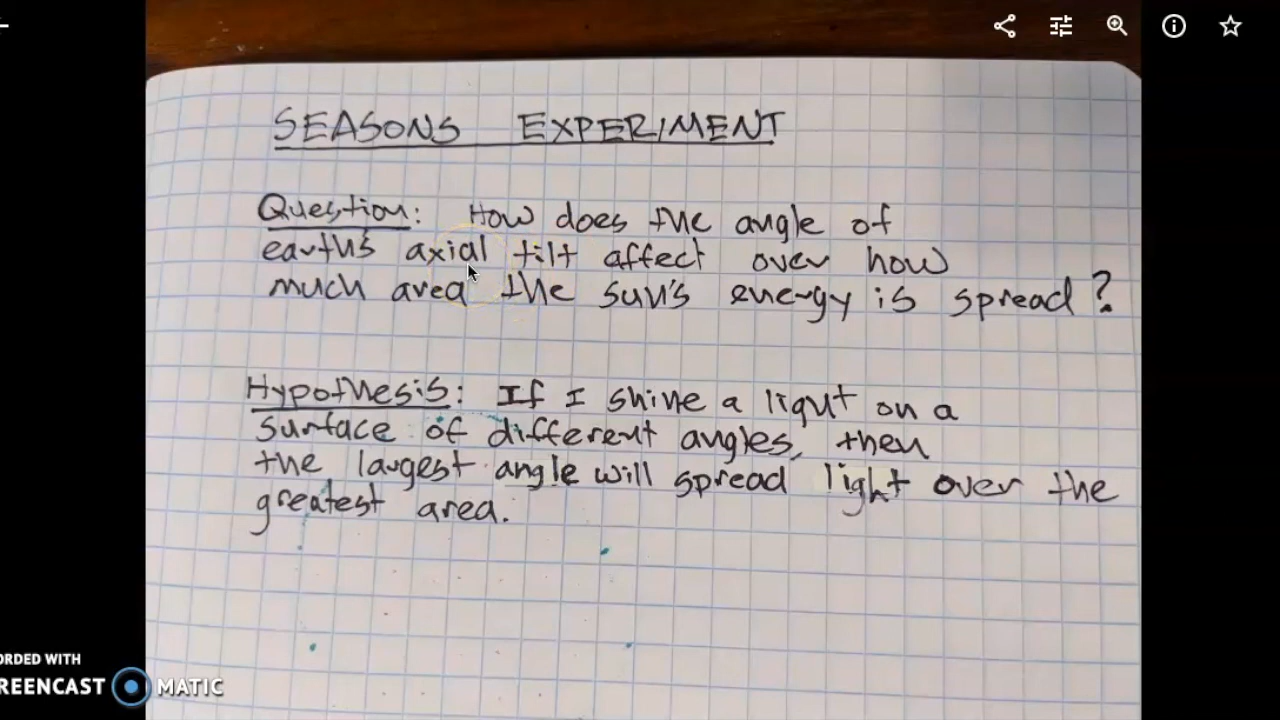 SEASONS EXPERIMENT
Question: How does the angle of
earth's axial tilt affect over how
much area the sun's energy is spread?
Hypothesis: If I shine a light on a
surface of different angles, then
the largest angle will spread light over the
greatest area.
ORDED WITH
REENCAST MATIC